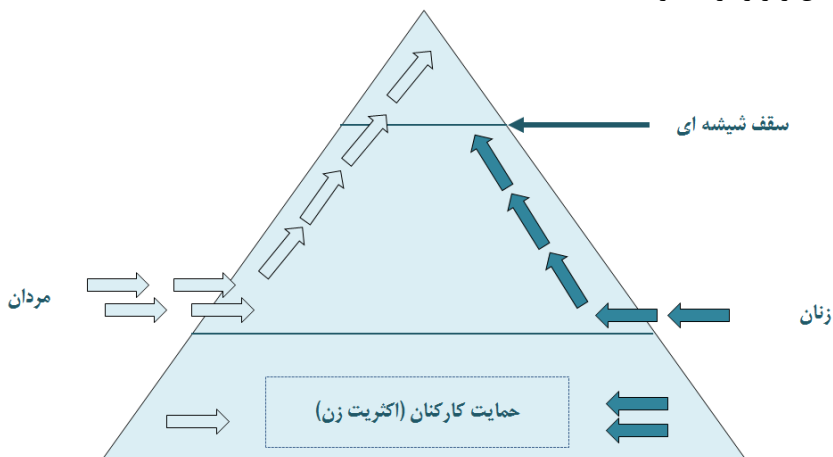 سقف شیشه ای
مردان
زنان
حمایت کارکنان (اکثریت زن)